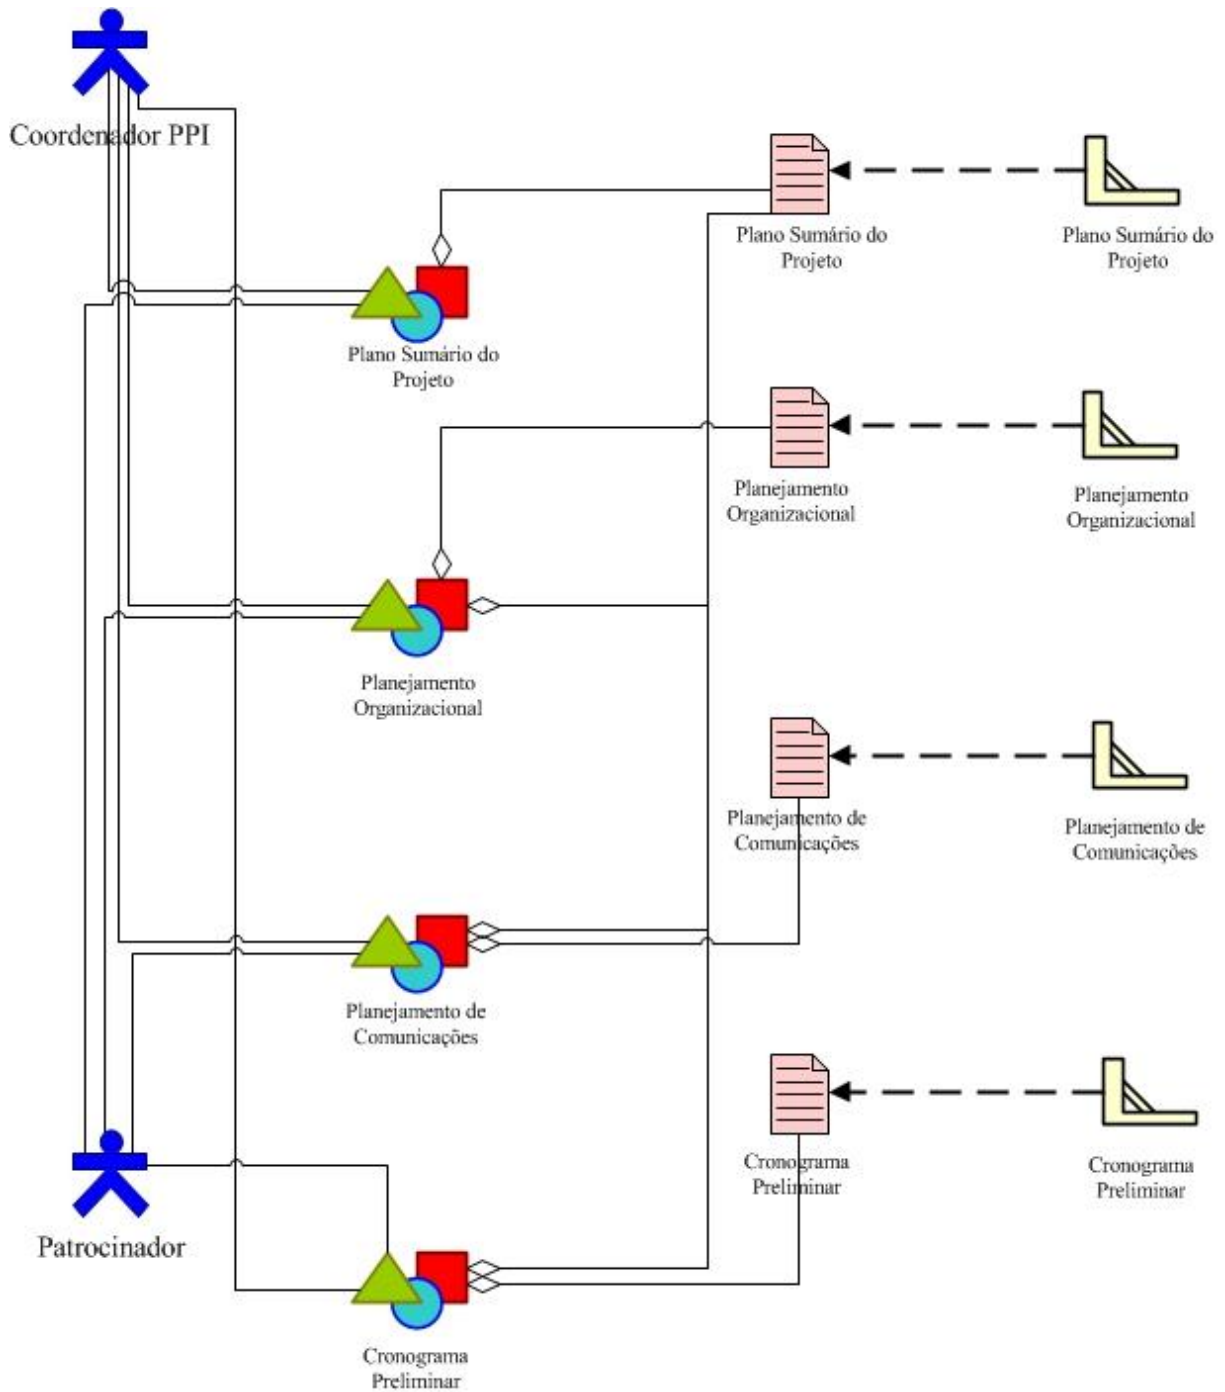 Coordenador PPI
Plano Sumário do
Projeto
Plano Sumário do
Projeto
Plano Sumário do
Projeto
Planejamento
Organizacional
Planejamento
Organizacional
Planejamento
Organizacional
Planejamento de
Comunicações
Planejamento de
Comunicações
Planejamento de
Comunicações
Cronograma
Preliminar
Cronograma
Preliminar
Patrocinador
Cronograma
Preliminar